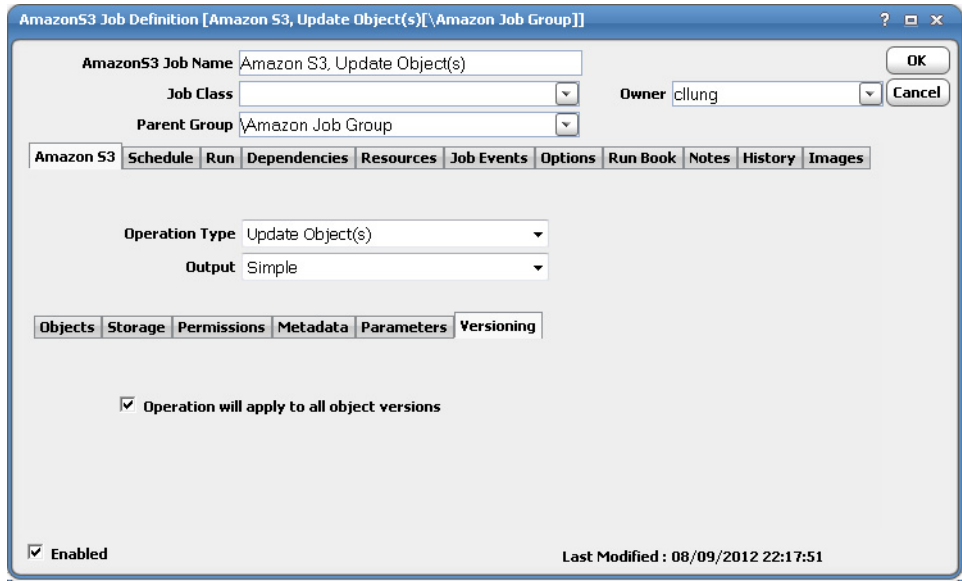 AmazonS3 Job Definition [Amazon S3, Update Object(s)[\Amazon Job Group]] ?
AmazonS3 Job Name Amazon S3, Update Object(s) OK
Job Class Owner cllung Cancel
Parent Group \Amazon Job Group
Amazon S3 Schedule Run Dependencies Resources Job Events Options Run Book Notes History Images
Operation Type Update Object(s)
Output Simple
Objects Storage Permissions Metadata Parameters Versioning
Operation will apply to all object versions
Enabled Last Modified : 08/09/2012 22:17:51